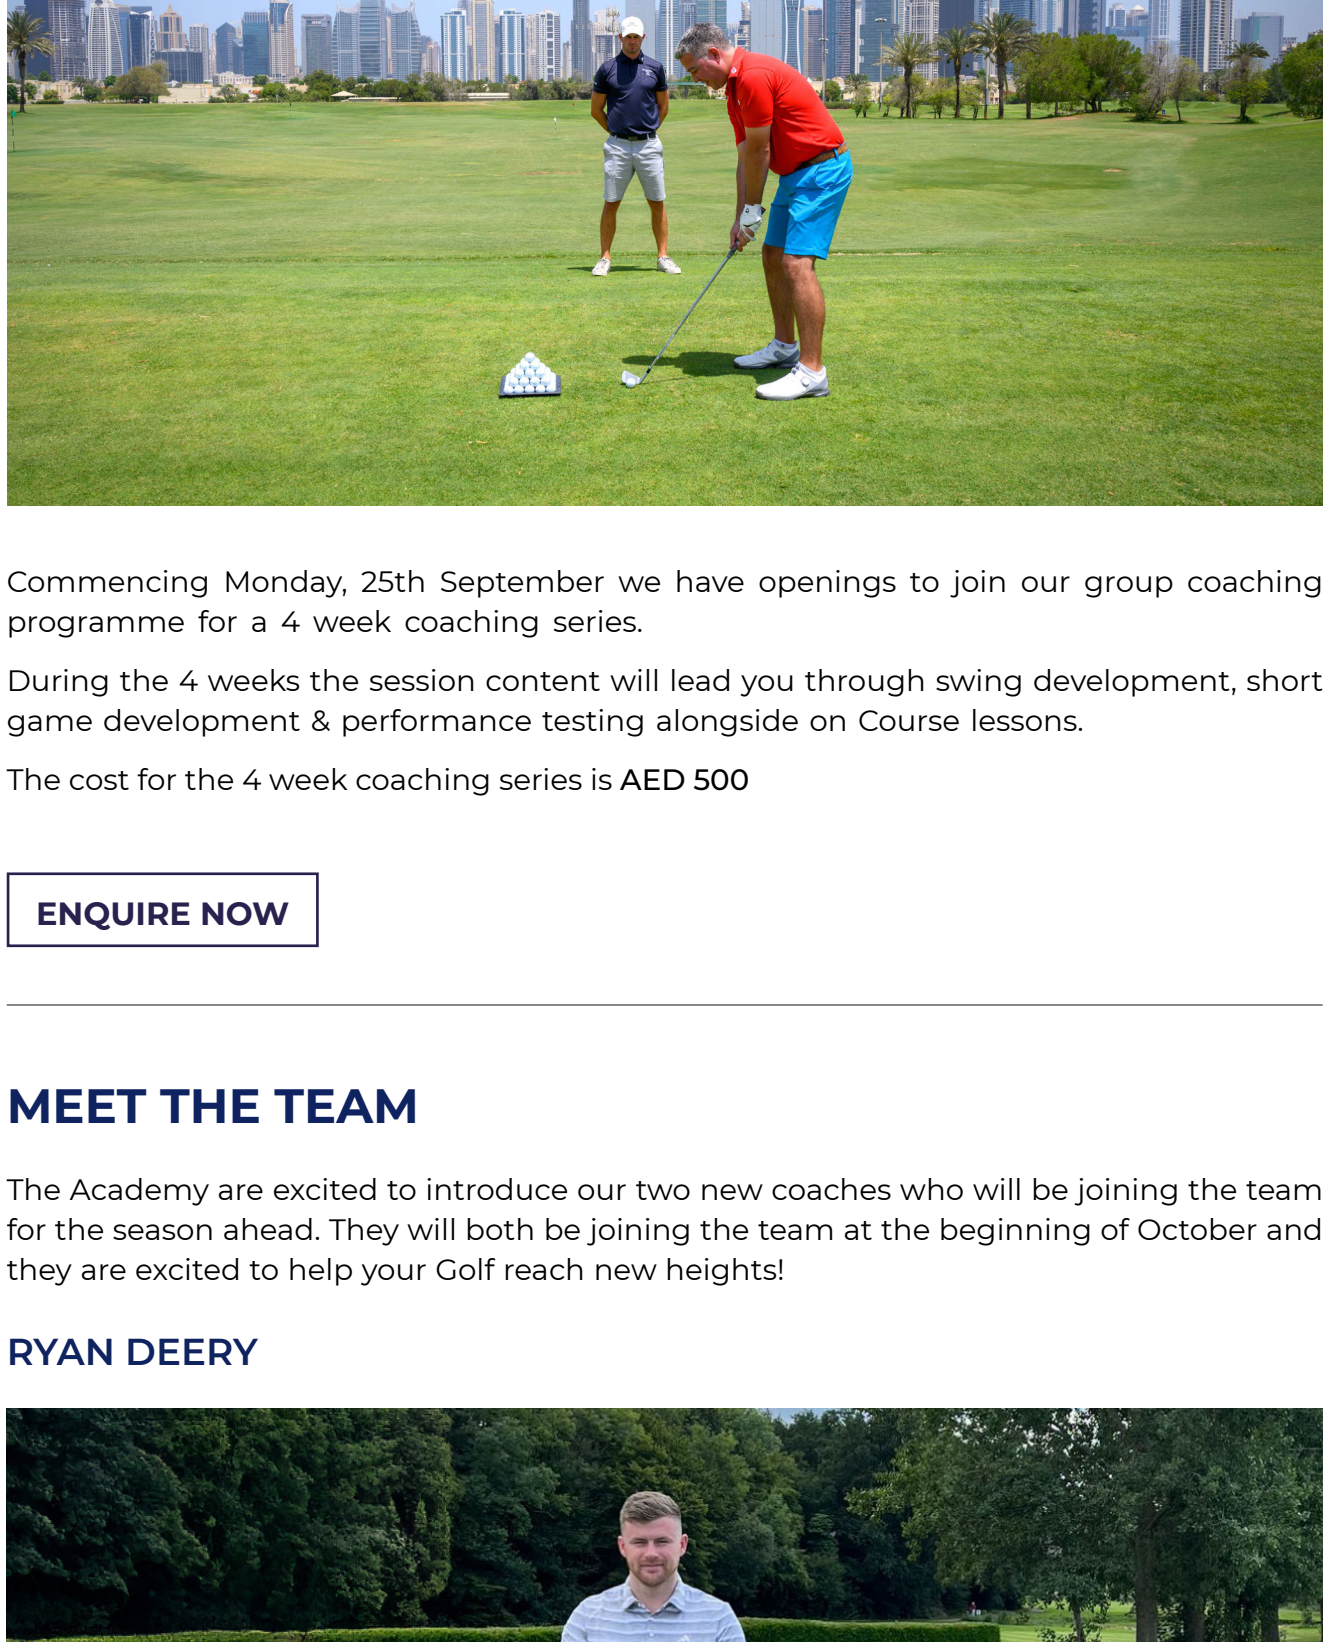 Commencing Monday, 25th September we have openings to join our group coaching
programme for a 4 week coaching series.
During the 4 weeks the session content will lead you through swing development, short
game development & performance testing alongside on Course lessons.
The cost for the 4 week coaching series is AED 500
ENQUIRE NOW
MEET THE TEAM
The Academy are excited to introduce our two new coaches who will be joining the team
for the season ahead. They will both be joining the team at the beginning of October and
they are excited to help your Golf reach new heights!
RYAN DEERY